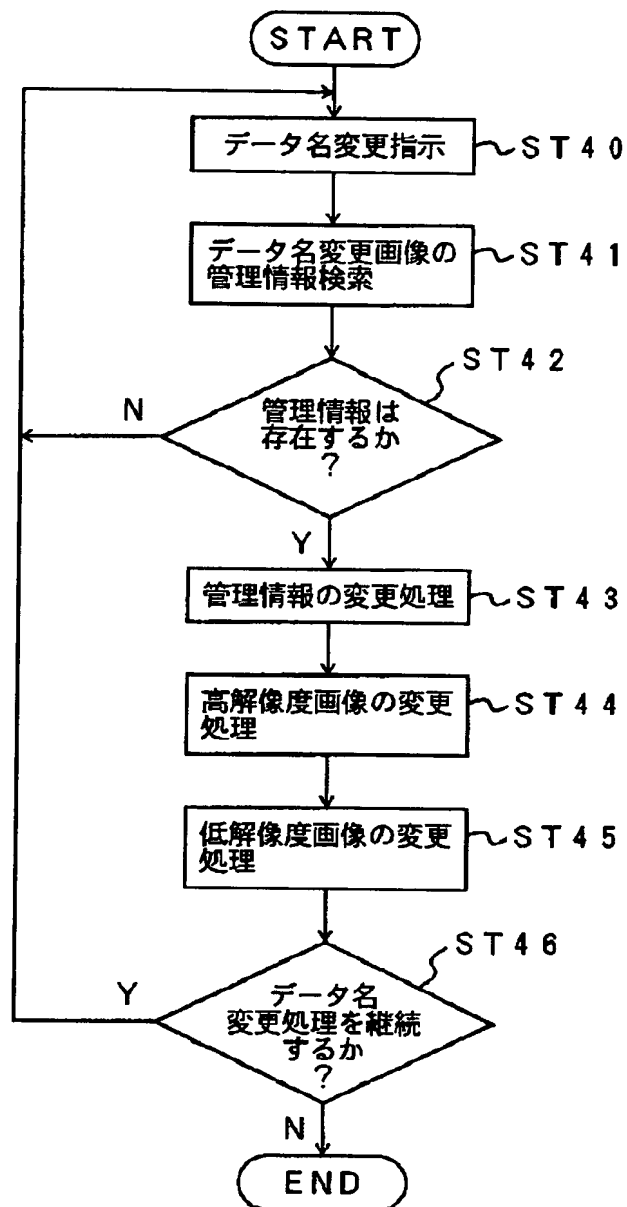 START
データ名変更指示
ST40
データ名変更画像の
管理情報検索
ST41
ST42
管理情報は
存在するか
?
N
Y
管理情報の変更処理
ST43
高解像度画像の変更
処理
ST44
低解像度画像の変更
処理
ST45
ST46
データ名
変更処理を継続
するか
?
Y
N
END